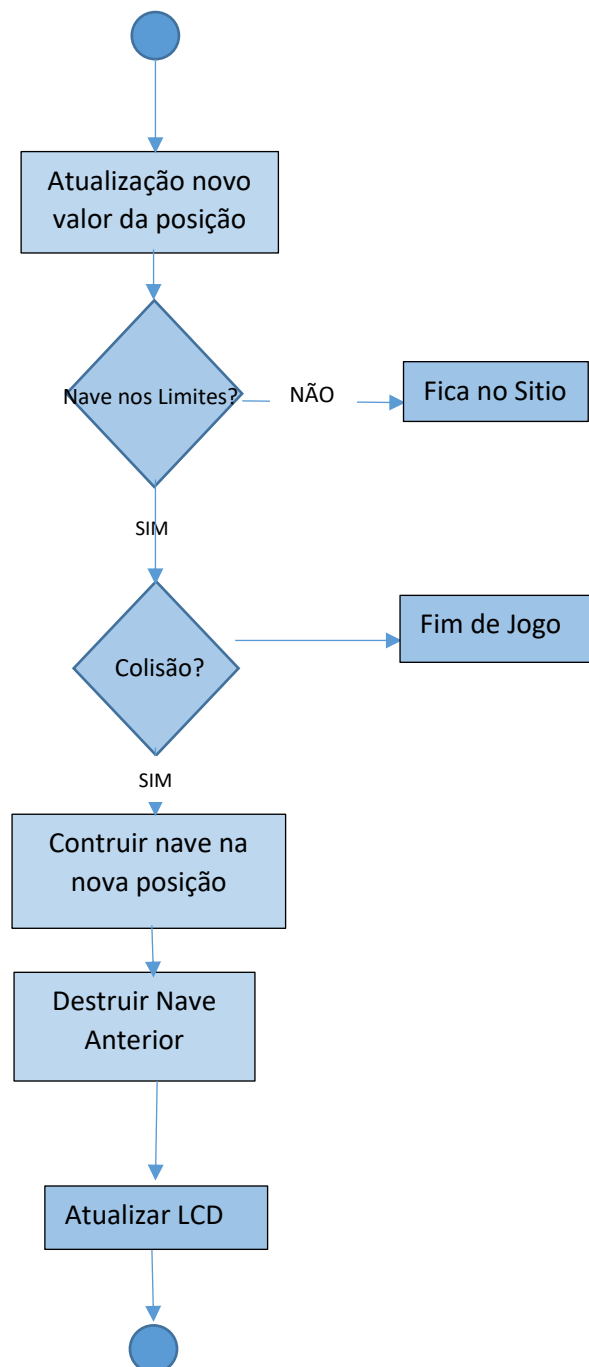 Atualização novo
valor da posição
Nave nos Limites?
NÃO
Fica no Sitio
SIM
Colisão?
Fim de Jogo
SIM
Contruir nave na
nova posição
Destruir Nave
Anterior
Atualizar LCD